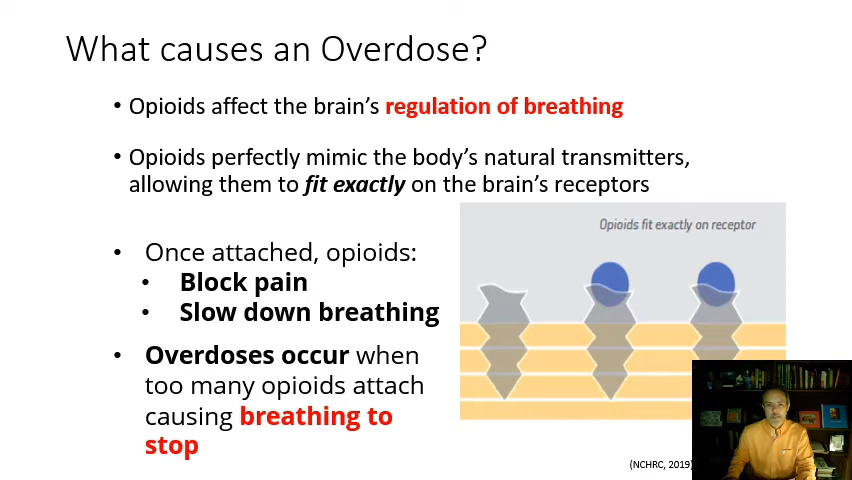 What causes an Overdose?
• Opioids affect the brain's regulation of breathing
• Opioids perfectly mimic the body's natural transmitters,
allowing them to fit exactly on the brain's receptors
Opioids fit exactly on receptor
• Once attached, opioids:
• Block pain
• Slow down breathing
• Overdoses occur when
too many opioids attach
causing breathing to
stop
(NCHRC, 2019)